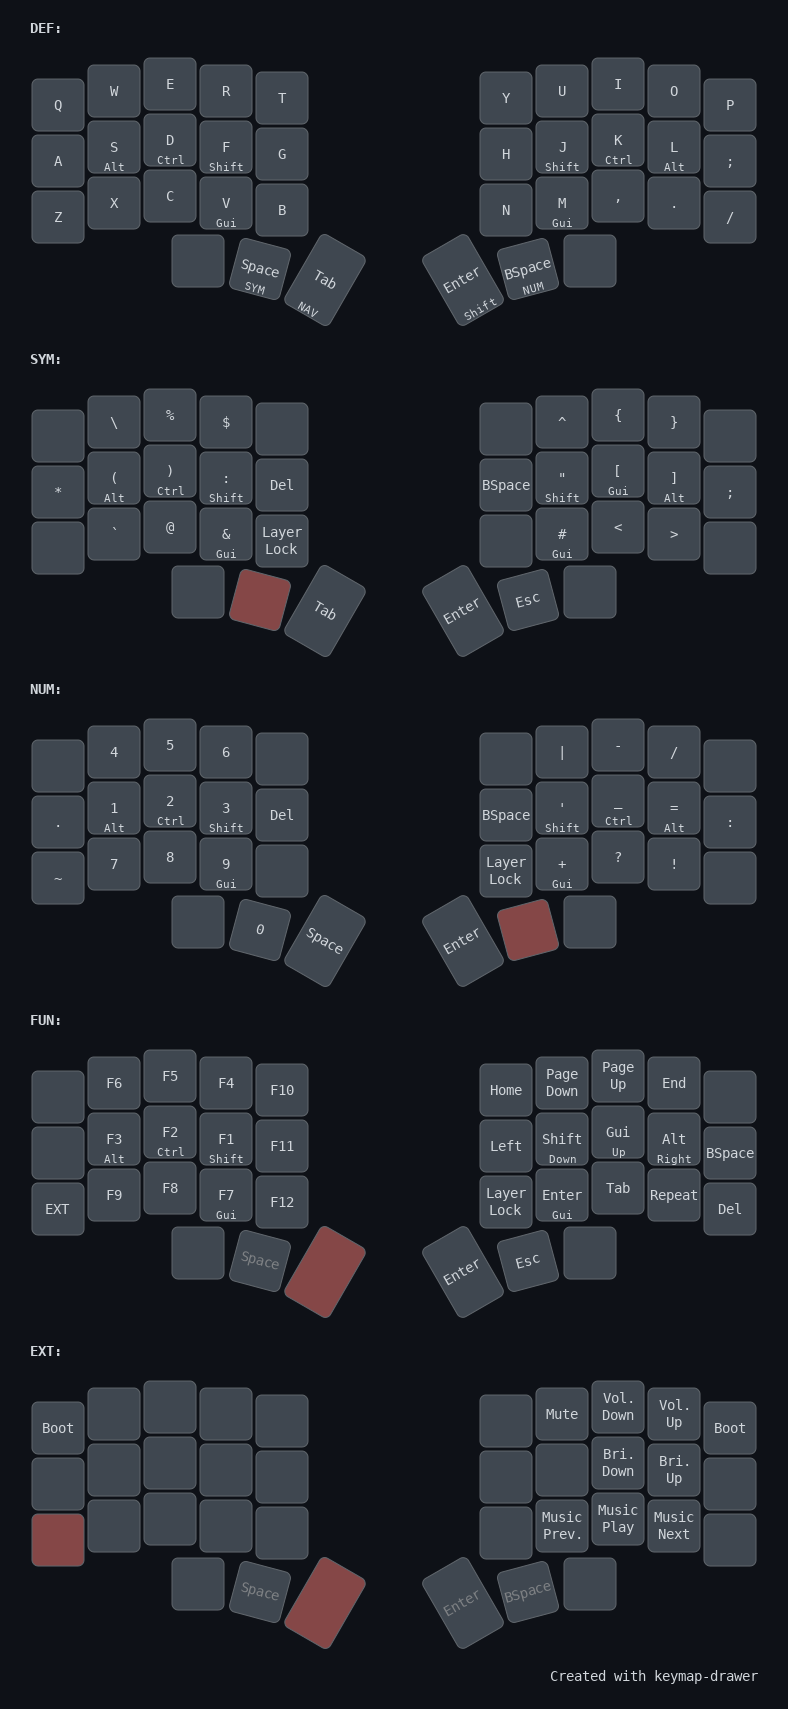 DEF:
Q W E R T Y U I O P
A S D F G H J K L ;
Alt Ctrl Shift Shift Ctrl Alt
Z X C V B N M , . /
Gui Gui
Space Tab Enter BSpace
SYM NAV Shift NUM
SYM:
\ % $ ^ { }
* ( ) : Del BSpace " [ ] ;
Alt Ctrl Shift Shift Gui Alt
` @ & Layer # < >
Gui Lock Gui
Tab Enter Esc
NUM:
4 5 6 | - /
. 1 2 3 Del BSpace ' _ = :
Alt Ctrl Shift Shift Ctrl Alt
~ 7 8 9 Layer + ? !
Gui Lock Gui
0 Space Enter
FUN:
F6 F5 F4 F10 Home Page Page End
Down Up
F3 F2 F1 F11 Left Shift Gui Alt BSpace
Alt Ctrl Shift Down Up Right
EXT F9 F8 F7 F12 Layer Enter Tab Repeat Del
Gui Lock Gui
Space Enter Esc
EXT:
Boot Mute Vol. Vol. Boot
Down Up
Bri. Bri.
Down Up
Music Music Music
Prev. Play Next
Space Enter BSpace
Created with keymap-drawer